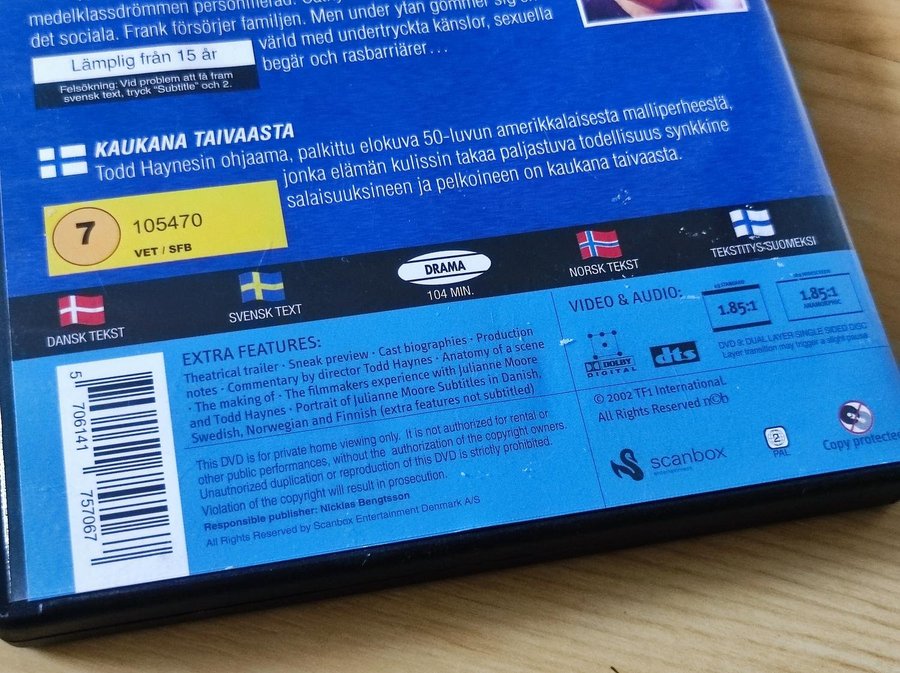 medelklassdrömmen personifierad.
det sociala. Frank försörjer familjen. Men under ytan gömmer sig en
värld med undertryckta känslor, sexuella
begär och rasbarriärer...
Lämplig från 15 år
Felsökning: Vid problem att få fram
svensk text, tryck "Subtitle" och 2.
KAUKANA TAIVAASTA
Todd Haynesin ohjaama, palkittu elokuva 50-luvun amerikkalaisesta malliperheestä,
jonka elämän kulissin takaa paljastuva todellisuus synkkine
salaisuuksineen ja pelkoineen on kaukana taivaasta.
7
105470
VET / SFB
DANSK TEKST
SVENSK TEXT
DRAMA
104 MIN.
NORSK TEKST
TEKSTITYS SUOMEKSI
EXTRA FEATURES:
Theatrical trailer · Sneak preview · Cast biographies · Production
notes · Commentary by director Todd Haynes · Anatomy of a scene
· The making of · The filmmakers experience with Julianne Moore
and Todd Haynes · Portrait of Julianne Moore Subtitles in Danish,
Swedish, Norwegian and Finnish (extra features not subtitled)
This DVD is for private home viewing only. It is not authorized for rental or
other public performances, without the authorization of the copyright owners.
Unauthorized duplication or reproduction of this DVD is strictly prohibited.
Violation of the copyright will result in prosecution.
Responsible publisher: Nicklas Bengtsson
All Rights Reserved by Scanbox Entertainment Denmark A/S
5 706141 757067
VIDEO & AUDIO:
1.85:1
1.85:1
ANAMORPHIC
DOLBY
DIGITAL
dts
DVD 9: DUAL LAYER SINGLE SIDED DISC
Layer transition may trigger a slight pause
© 2002 TF1 International.
All Rights Reserved n©b
scanbox
entertainment
2
PAL
Copy protected